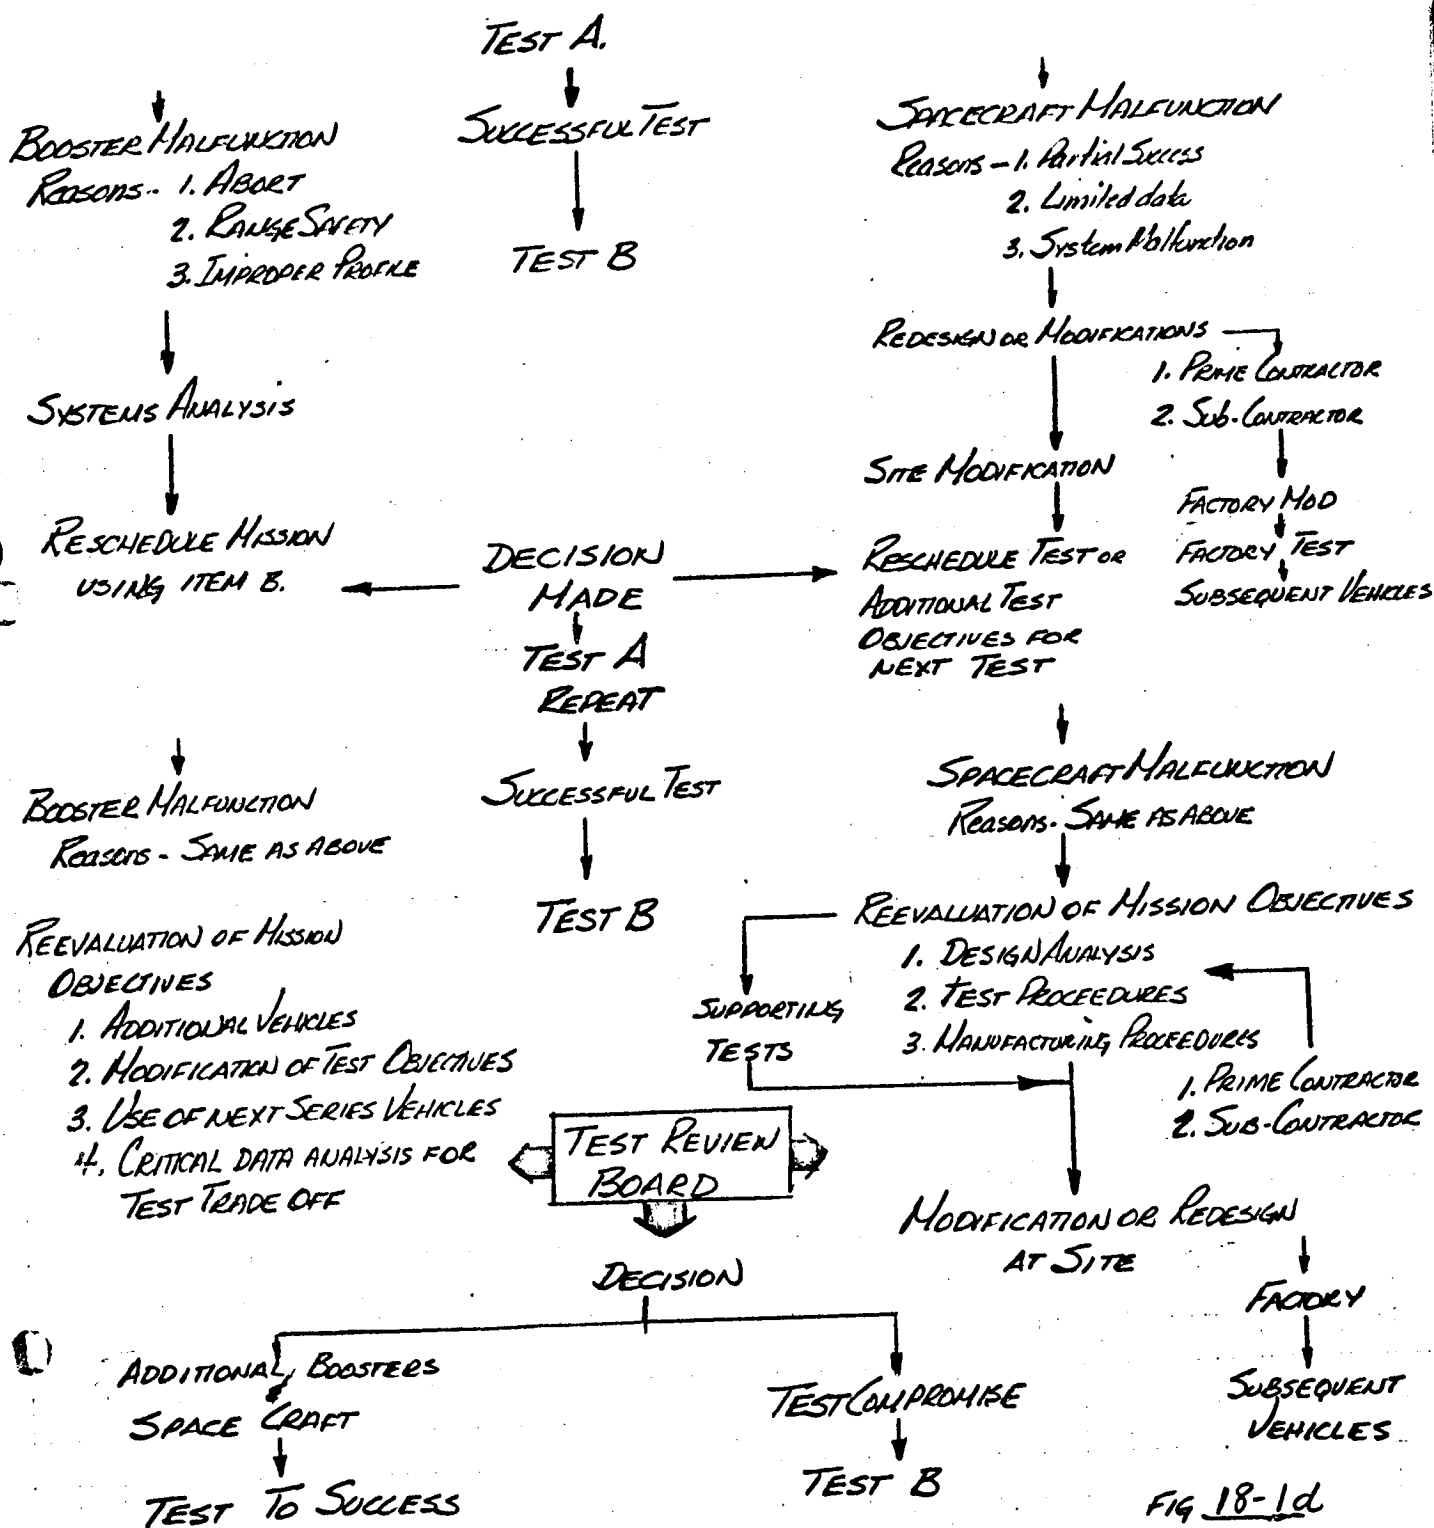 TEST A.
BOOSTER MALFUNCTION
Reasons - 1. ABORT
2. RANGE SAFETY
3. IMPROPER PROFILE
SYSTEMS ANALYSIS
RESCHEDULE MISSION
USING ITEM B.
SUCCESSFUL TEST
TEST B
SPACECRAFT MALFUNCTION
Reasons - 1. Partial Success
2. Limited data
3. System Malfunction
REDESIGN OR MODIFICATIONS
1. PRIME CONTRACTOR
2. Sub-CONTRACTOR
SITE MODIFICATION
FACTORY MOD
FACTORY TEST
SUBSEQUENT VEHICLES
RESCHEDULE TEST OR
ADDITIONAL TEST
OBJECTIVES FOR
NEXT TEST
DECISION
MADE
TEST A
REPEAT
SUCCESSFUL TEST
TEST B
BOOSTER MALFUNCTION
Reasons - SAME AS ABOVE
REEVALUATION OF MISSION
OBJECTIVES
1. ADDITIONAL VEHICLES
2. MODIFICATION OF TEST OBJECTIVES
3. USE OF NEXT SERIES VEHICLES
4. CRITICAL DATA ANALYSIS FOR
TEST TRADE OFF
SPACECRAFT MALFUNCTION
Reasons - SAME AS ABOVE
REEVALUATION OF MISSION OBJECTIVES
1. DESIGN ANALYSIS
2. TEST PROCEEDURES
3. MANUFACTURING PROCEEDURES
SUPPORTING
TESTS
1. PRIME CONTRACTOR
2. SUB-CONTRACTOR
TEST REVIEW
BOARD
MODIFICATION OR REDESIGN
AT SITE
FACTORY
SUBSEQUENT
VEHICLES
DECISION
ADDITIONAL BOOSTERS
SPACE CRAFT
TEST TO SUCCESS
TEST COMPROMISE
TEST B
FIG 18-1d